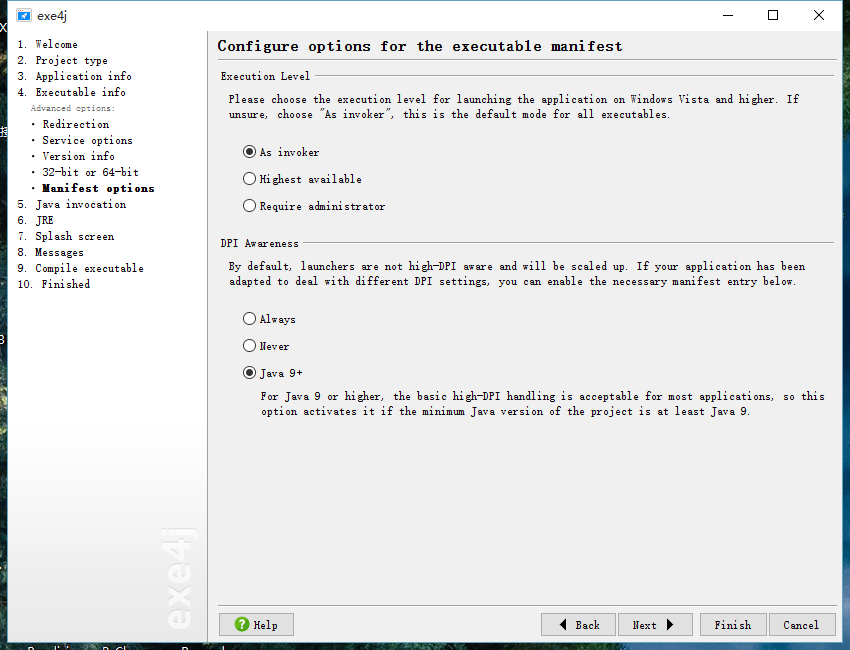 exe4j
1. Welcome
2. Project type
3. Application info
4. Executable info
Advanced options:
· Redirection
· Service options
· Version info
· 32-bit or 64-bit
· Manifest options
5. Java invocation
6. JRE
7. Splash screen
8. Messages
9. Compile executable
10. Finished
exe4j
Configure options for the executable manifest
Execution Level
Please choose the execution level for launching the application on Windows Vista and higher. If
unsure, choose "As invoker", this is the default mode for all executables.
As invoker
Highest available
Require administrator
DPI Awareness
By default, launchers are not high-DPI aware and will be scaled up. If your application has been
adapted to deal with different DPI settings, you can enable the necessary manifest entry below.
Always
Never
Java 9+
For Java 9 or higher, the basic high-DPI handling is acceptable for most applications, so this
option activates it if the minimum Java version of the project is at least Java 9.
Help
Back
Next
Finish
Cancel